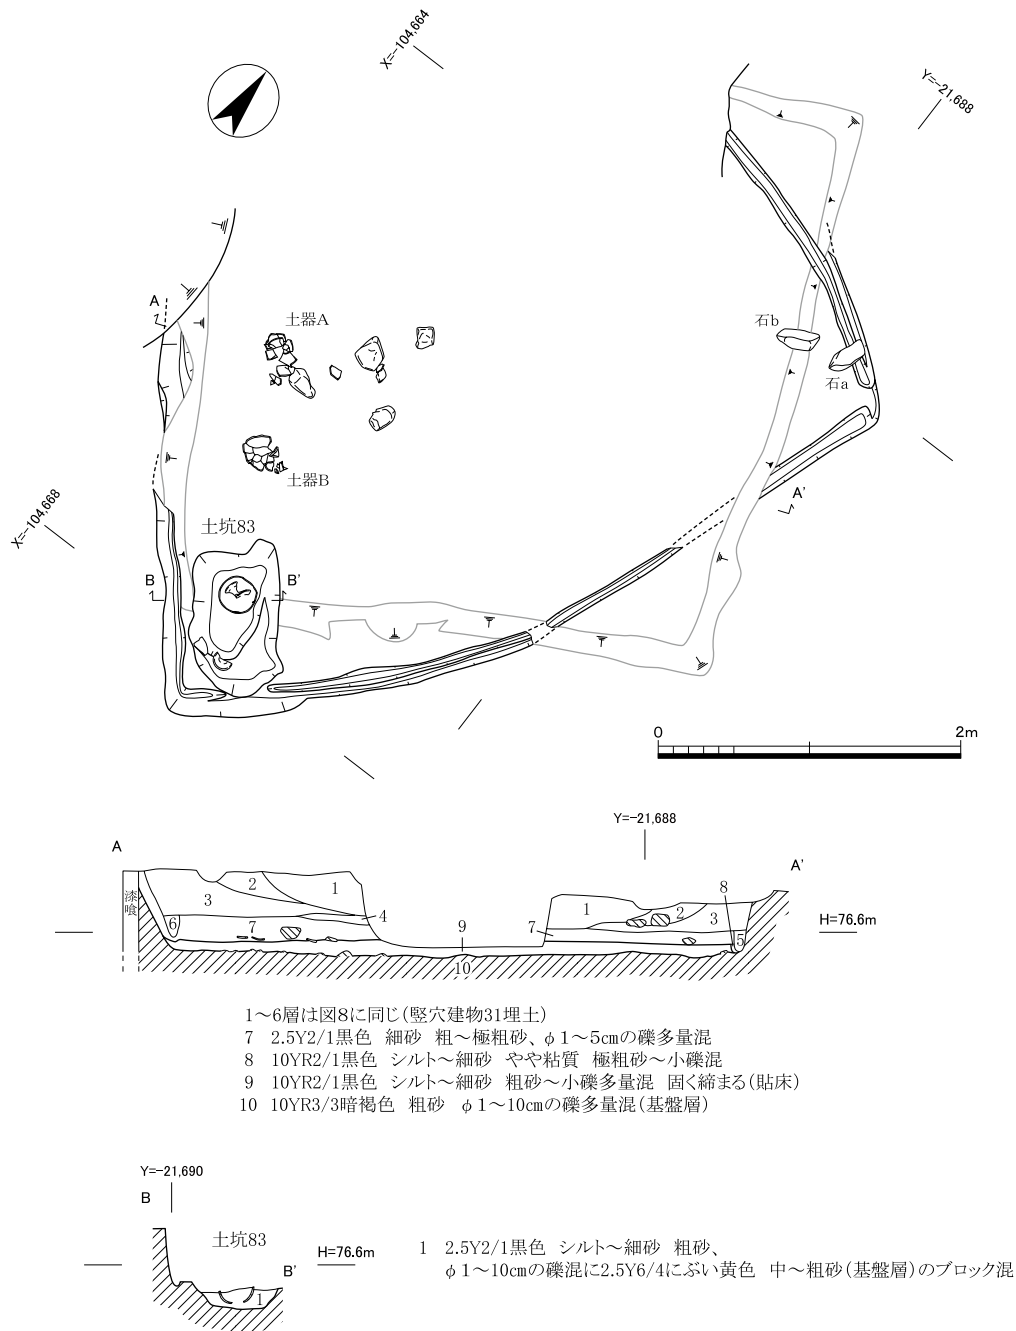 X=-104,664
Y=-21,688
A
土器A
石b
石a
土器B
A'
X=-104,668
土坑83
B
B'
0
2m
Y=-21,688
A
A'
漆喰
3
2
1
8
1
2
3
4
6
7
9
7
5
10
H=76.6m
1～6層は図8に同じ（竪穴建物31埋土）
7 2.5Y2/1黒色 細砂 粗～極粗砂、φ1～5㎝の礫多量混
8 10YR2/1黒色 シルト～細砂 やや粘質 極粗砂～小礫混
9 10YR2/1黒色 シルト～細砂 粗砂～小礫多量混 固く締まる（貼床）
10 10YR3/3暗褐色 粗砂 φ1～10㎝の礫多量混（基盤層）
Y=-21,690
B
土坑83
H=76.6m
B'
1
1 2.5Y2/1黒色 シルト～細砂 粗砂、
φ1～10㎝の礫混に2.5Y6/4にぶい黄色 中～粗砂（基盤層）のブロック混